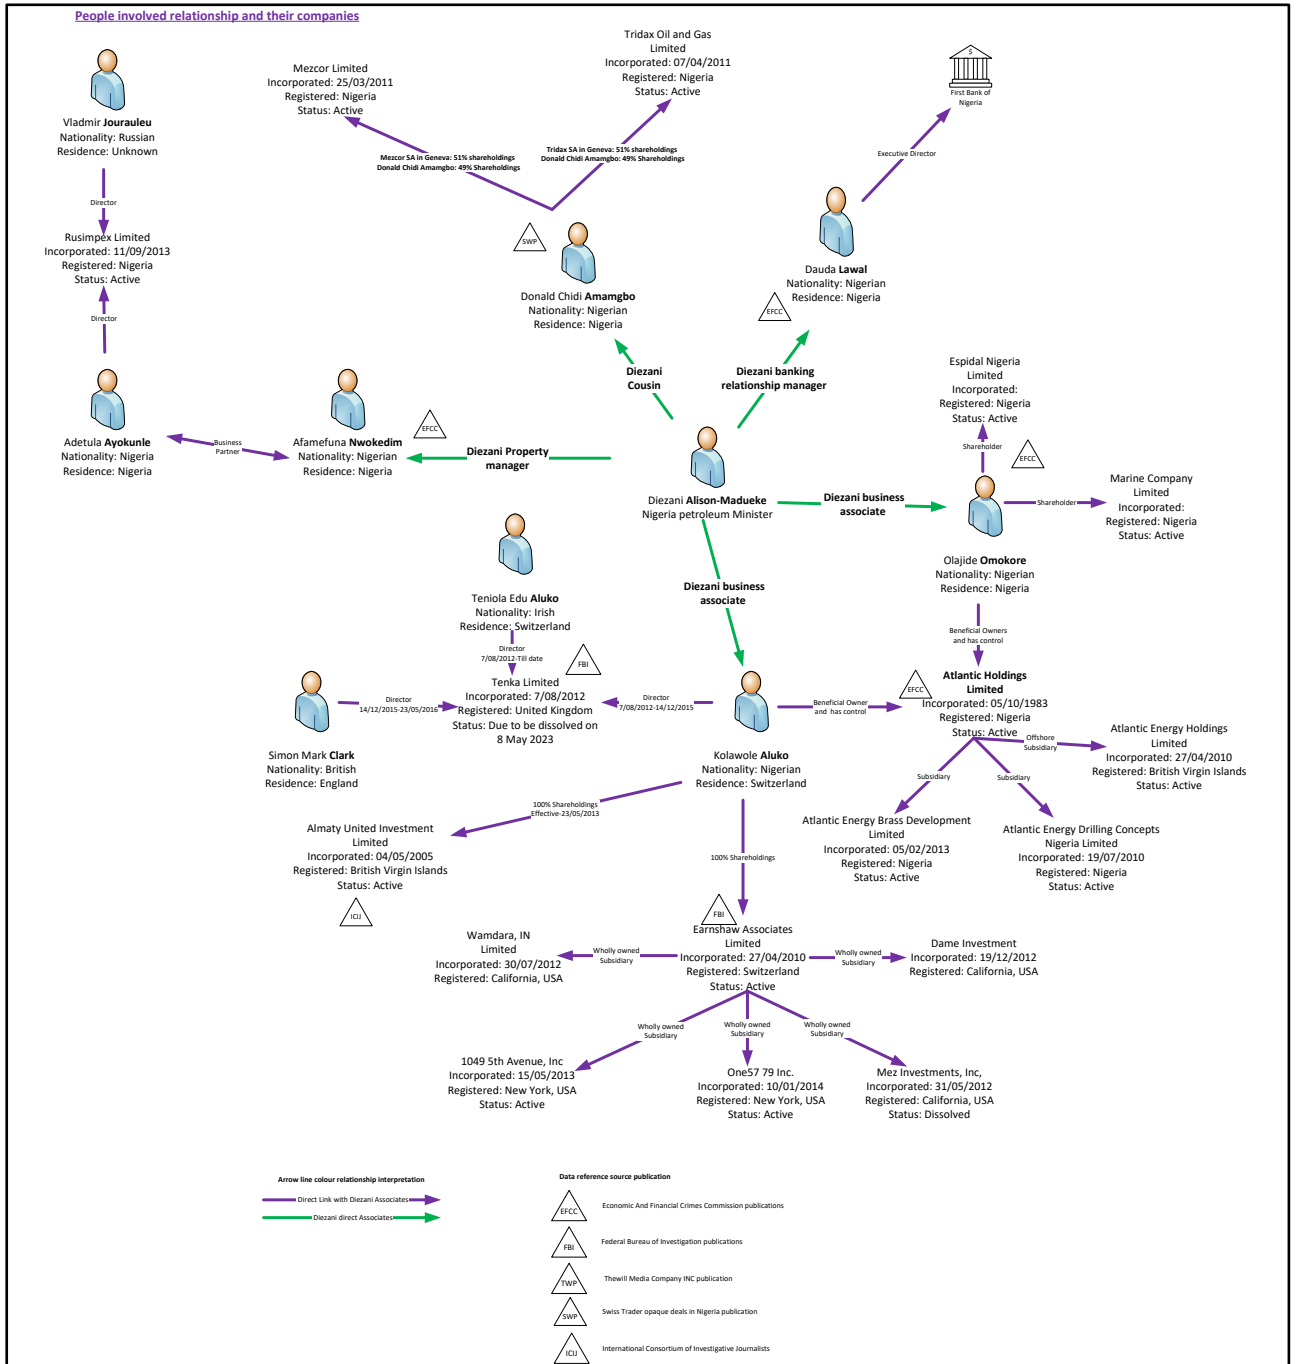 People involved relationship and their companies
Vladmir Jourauleu
Nationality: Russian
Residence: Unknown
Director
Rusimpex Limited
Incorporated: 11/09/2013
Registered: Nigeria
Status: Active
Director
Adetula Ayokunle
Nationality: Nigeria
Residence: Nigeria
Business
Partner
Mezcor Limited
Incorporated: 25/03/2011
Registered: Nigeria
Status: Active
Mezcor SA in Geneva: 51% shareholdings
Donald Chidi Amamgbo: 49% Shareholdings
Tridax Oil and Gas
Limited
Incorporated: 07/04/2011
Registered: Nigeria
Status: Active
Tridax SA in Geneva: 51% shareholdings
Donald Chidi Amamgbo: 49% Shareholdings
SWP
Donald Chidi Amamgbo
Nationality: Nigerian
Residence: Nigeria
$
First Bank of
Nigeria
Executive Director
Dauda Lawal
Nationality: Nigerian
Residence: Nigeria
EFCC
Diezani
Cousin
Diezani banking
relationship manager
Afamefuna Nwokedim
Nationality: Nigerian
Residence: Nigeria
EFCC
Diezani Property
manager
Diezani Alison-Madueke
Nigeria petroleum Minister
Diezani business
associate
Espidal Nigeria
Limited
Incorporated:
Registered: Nigeria
Status: Active
Shareholder
EFCC
Shareholder
Marine Company
Limited
Incorporated:
Registered: Nigeria
Status: Active
Olajide Omokore
Nationality: Nigerian
Residence: Nigeria
Beneficial Owners
and has control
Diezani business
associate
Teniola Edu Aluko
Nationality: Irish
Residence: Switzerland
Director
7/08/2012-Till date
FBI
Tenka Limited
Incorporated: 7/08/2012
Registered: United Kingdom
Status: Due to be dissolved on
8 May 2023
Simon Mark Clark
Nationality: British
Residence: England
Director
14/12/2015-23/05/2016
Director
7/08/2012-14/12/2015
Kolawole Aluko
Nationality: Nigerian
Residence: Switzerland
Beneficial Owner
and has control
EFCC
Atlantic Holdings
Limited
Incorporated: 05/10/1983
Registered: Nigeria
Status: Active
Offshore
Subsidiary
Atlantic Energy Holdings
Limited
Incorporated: 27/04/2010
Registered: British Virgin Islands
Status: Active
Subsidiary
Subsidiary
Atlantic Energy Brass Development
Limited
Incorporated: 05/02/2013
Registered: Nigeria
Status: Active
Atlantic Energy Drilling Concepts
Nigeria Limited
Incorporated: 19/07/2010
Registered: Nigeria
Status: Active
100% Shareholdings
Effective-23/05/2013
Almaty United Investment
Limited
Incorporated: 04/05/2005
Registered: British Virgin Islands
Status: Active
ICIJ
100% Shareholdings
FBI
Earnshaw Associates
Limited
Incorporated: 27/04/2010
Registered: Switzerland
Status: Active
Wholly owned
Subsidiary
Wamdara, IN
Limited
Incorporated: 30/07/2012
Registered: California, USA
Wholly owned
Subsidiary
Dame Investment
Incorporated: 19/12/2012
Registered: California, USA
Wholly owned
Subsidiary
Wholly owned
Subsidiary
Wholly owned
Subsidiary
1049 5th Avenue, Inc
Incorporated: 15/05/2013
Registered: New York, USA
Status: Active
One57 79 Inc.
Incorporated: 10/01/2014
Registered: New York, USA
Status: Active
Mez Investments, Inc,
Incorporated: 31/05/2012
Registered: California, USA
Status: Dissolved
Arrow line colour relationship interpretation
Direct Link with Diezani Associates
Diezani direct Associates
Data reference source publication
EFCC
Economic And Financial Crimes Commission publications
FBI
Federal Bureau of Investigation publications
TWP
Thewill Media Company INC publication
SWP
Swiss Trader opaque deals in Nigeria publication
ICIJ
International Consortium of Investigative Journalists